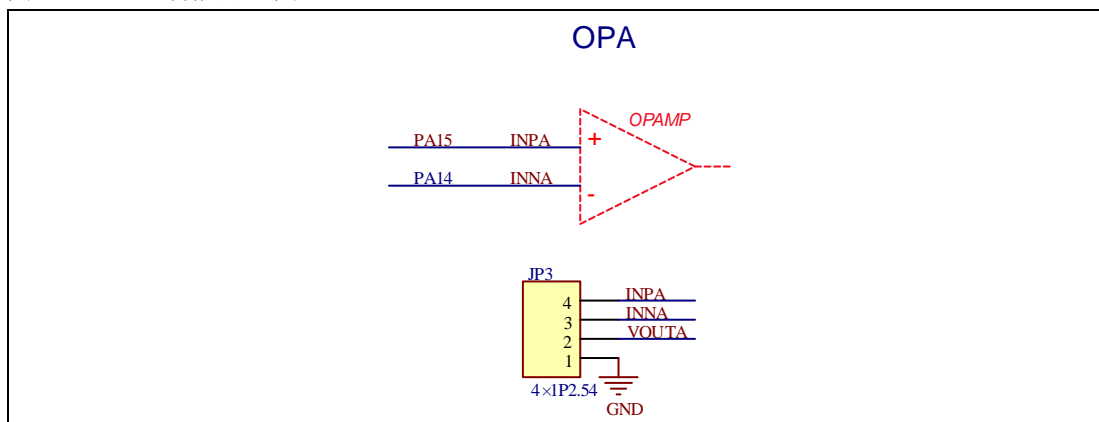 OPA
OPAMP
+
PA15 INPA
PA14 INNA
-
JP3
4 INPA
3 INNA
2 VOUTA
1
4×1P2.54
GND